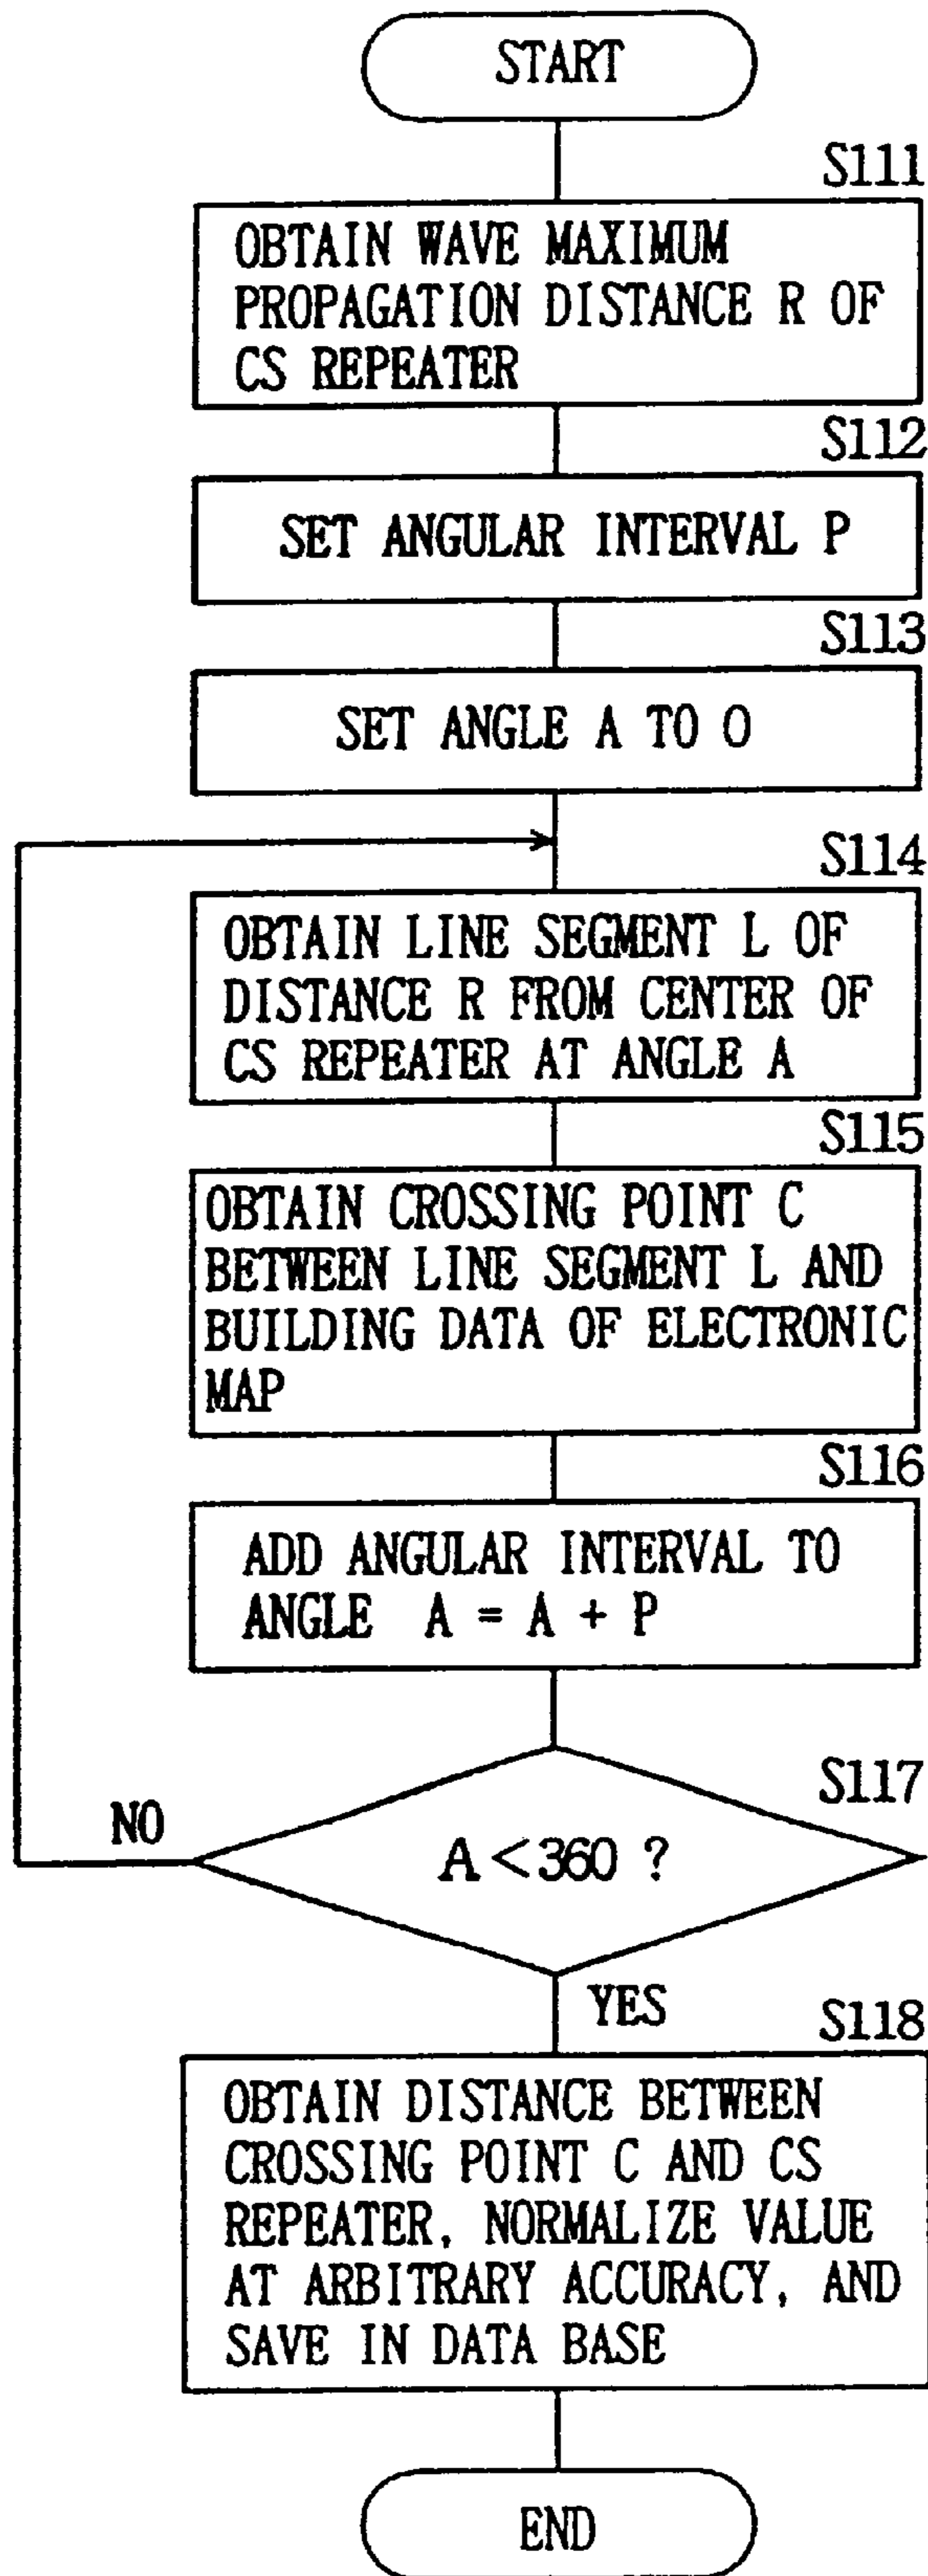 START
S111
OBTAIN WAVE MAXIMUM
PROPAGATION DISTANCE R OF
CS REPEATER
S112
SET ANGULAR INTERVAL P
S113
SET ANGLE A TO 0
S114
OBTAIN LINE SEGMENT L OF
DISTANCE R FROM CENTER OF
CS REPEATER AT ANGLE A
S115
OBTAIN CROSSING POINT C
BETWEEN LINE SEGMENT L AND
BUILDING DATA OF ELECTRONIC
MAP
S116
ADD ANGULAR INTERVAL TO
ANGLE A = A + P
S117
NO
A < 360 ?
YES
S118
OBTAIN DISTANCE BETWEEN
CROSSING POINT C AND CS
REPEATER, NORMALIZE VALUE
AT ARBITRARY ACCURACY, AND
SAVE IN DATA BASE
END